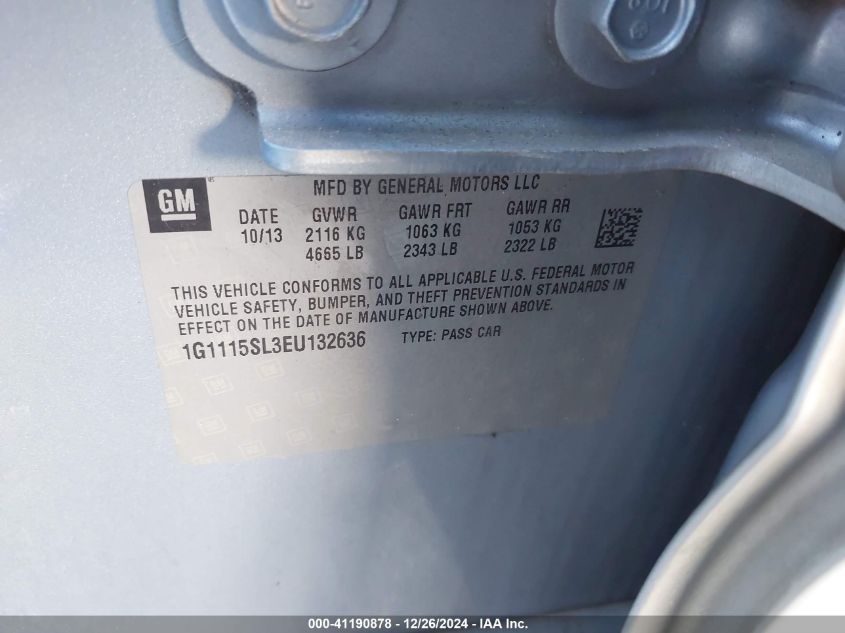 GM
MFD BY GENERAL MOTORS LLC
DATE GVWR GAWR FRT GAWR RR
10/13 2116 KG 1063 KG 1053 KG
4665 LB 2343 LB 2322 LB
THIS VEHICLE CONFORMS TO ALL APPLICABLE U.S. FEDERAL MOTOR
VEHICLE SAFETY, BUMPER, AND THEFT PREVENTION STANDARDS IN
EFFECT ON THE DATE OF MANUFACTURE SHOWN ABOVE.
1G1115SL3EU132636 TYPE: PASS CAR
000-41190878 - 12/26/2024 - IAA Inc.